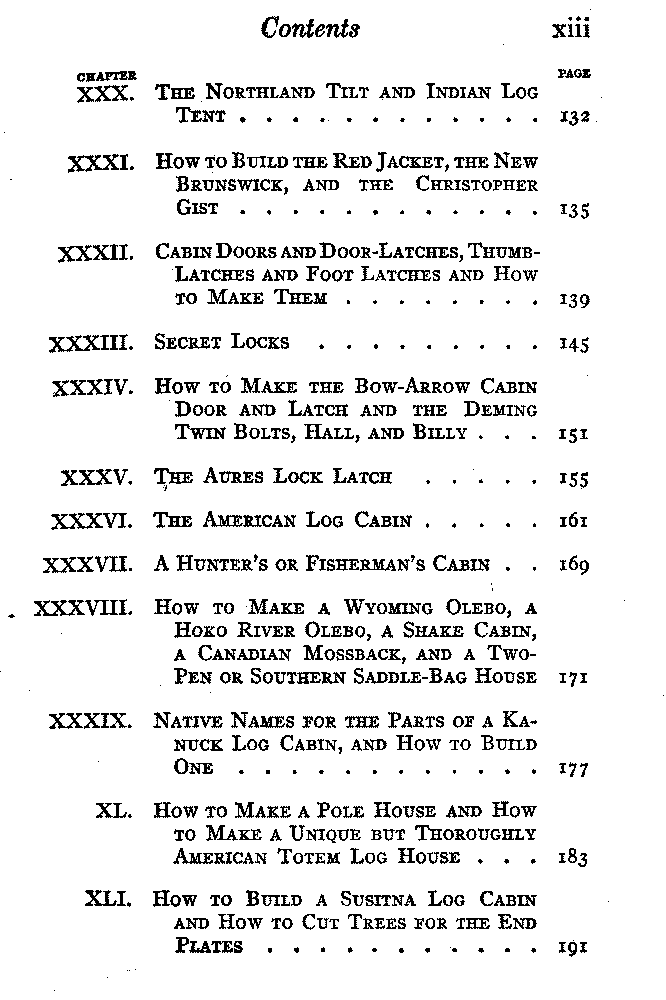 Contents xiii
CHAPTER PAGE
XXX. The Northland Tilt and Indian Log
Tent . . . . . . . . . . . . 132
XXXI. How to Build the Red Jacket, the New
Brunswick, and the Christopher
Gist . . . . . . . . . . . . 135
XXXII. Cabin Doors and Door-Latches, Thumb-
Latches and Foot Latches and How
to Make Them . . . . . . . . 139
XXXIII. Secret Locks . . . . . . . . . 145
XXXIV. How to Make the Bow-Arrow Cabin
Door and Latch and the Deming
Twin Bolts, Hall, and Billy . . . 151
XXXV. The Aures Lock Latch . . . . . 155
XXXVI. The American Log Cabin . . . . . 161
XXXVII. A Hunter's or Fisherman's Cabin . . 169
XXXVIII. How to Make a Wyoming Olebo, a
Hoko River Olebo, a Shake Cabin,
a Canadian Mossback, and a Two-
Pen or Southern Saddle-Bag House 171
XXXIX. Native Names for the Parts of a Ka-
nuck Log Cabin, and How to Build
One . . . . . . . . . . . . 177
XL. How to Make a Pole House and How
to Make a Unique but Thoroughly
American Totem Log House . . . 183
XLI. How to Build a Susitna Log Cabin
and How to Cut Trees for the End
Plates . . . . . . . . . . . 191